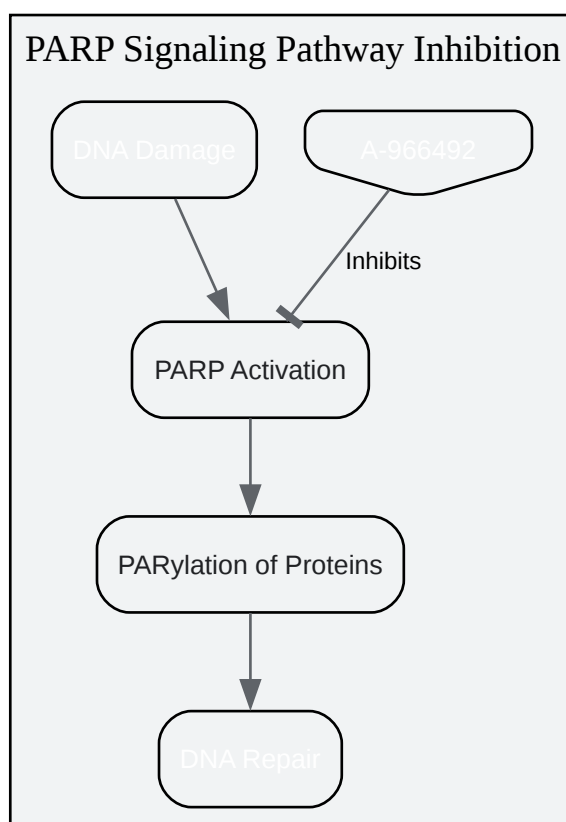 PARP Signaling Pathway Inhibition
DNA Damage
A-966492
Inhibits
PARP Activation
PARylation of Proteins
DNA Repair